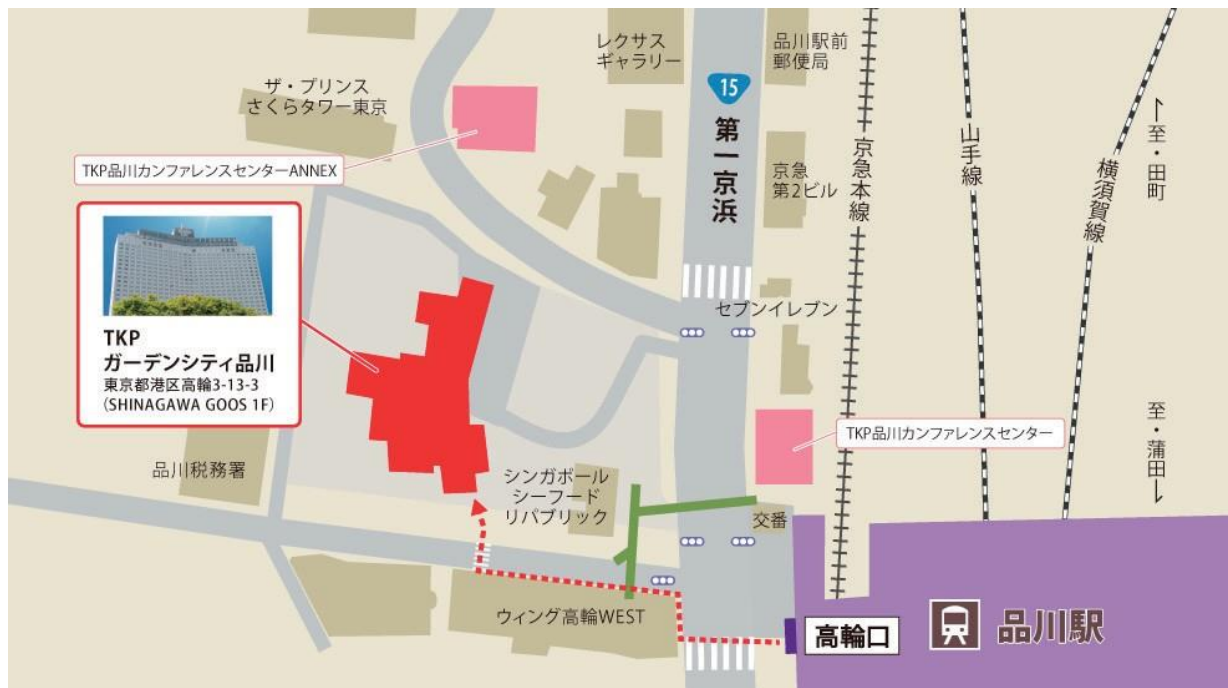 レクサス
ギャラリー
品川駅前
郵便局
ザ・プリンス
さくらタワー東京
15
第一京浜
TKP品川カンファレンスセンターANNEX
京急
第2ビル
京急本線
山手線
横須賀線
至・田町
TKP
ガーデンシティ品川
東京都港区高輪3-13-3
(SHINAGAWA GOOS 1F)
セブンイレブン
TKP品川カンファレンスセンター
至・蒲田
品川税務署
シンガポール
シーフード
リパブリック
交番
ウィング高輪WEST
高輪口
品川駅